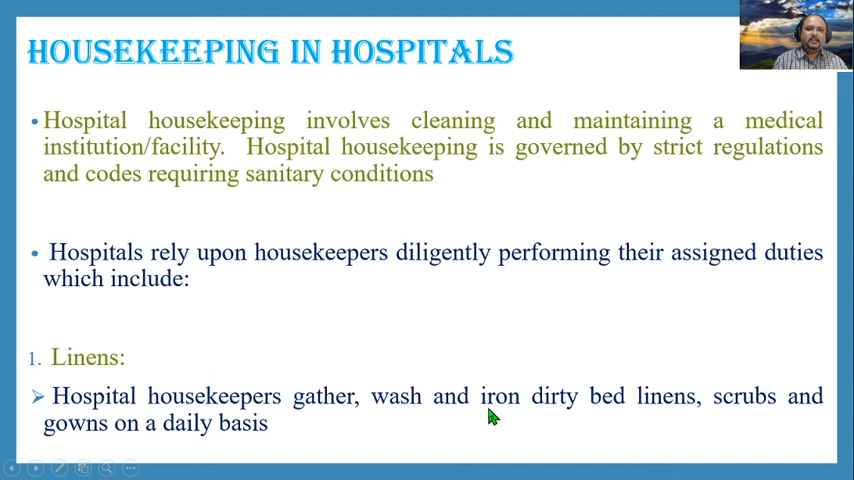 HOUSEKEEPING IN HOSPITALS
• Hospital housekeeping involves cleaning and maintaining a medical
institution/facility. Hospital housekeeping is governed by strict regulations
and codes requiring sanitary conditions
• Hospitals rely upon housekeepers diligently performing their assigned duties
which include:
1. Linens:
➢ Hospital housekeepers gather, wash and iron dirty bed linens, scrubs and
gowns on a daily basis